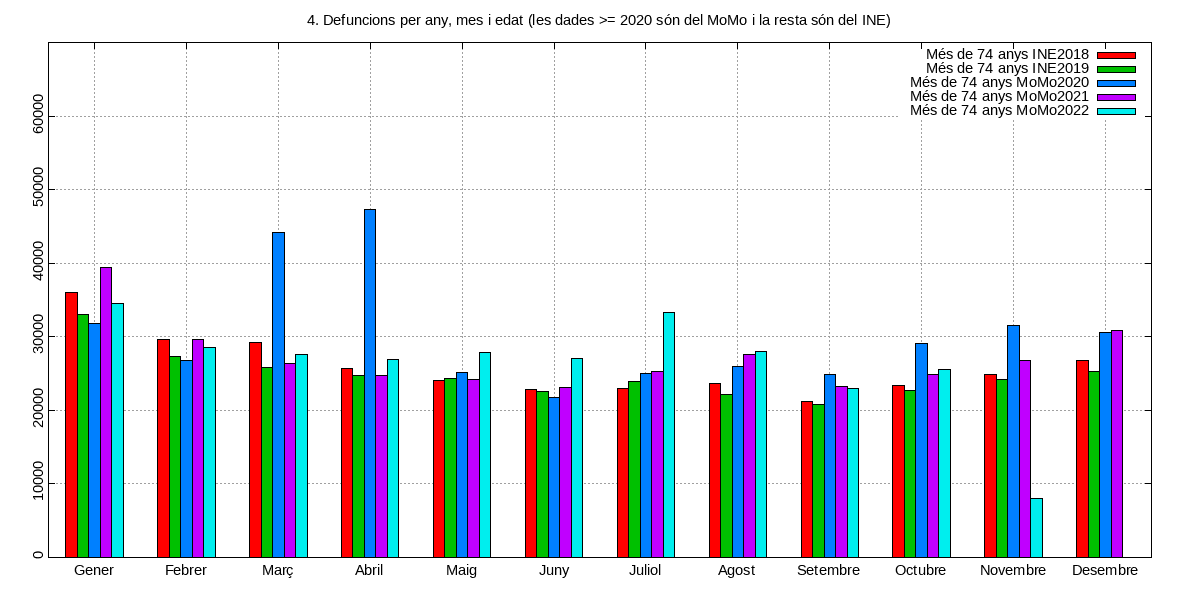 4. Defuncions per any, mes i edat (les dades >= 2020 són del MoMo i la resta són del INE)
Més de 74 anys INE2018
Més de 74 anys INE2019
Més de 74 anys MoMo2020
Més de 74 anys MoMo2021
Més de 74 anys MoMo2022
60000
50000
40000
30000
20000
10000
0
Gener Febrer Març Abril Maig Juny Juliol Agost Setembre Octubre Novembre Desembre